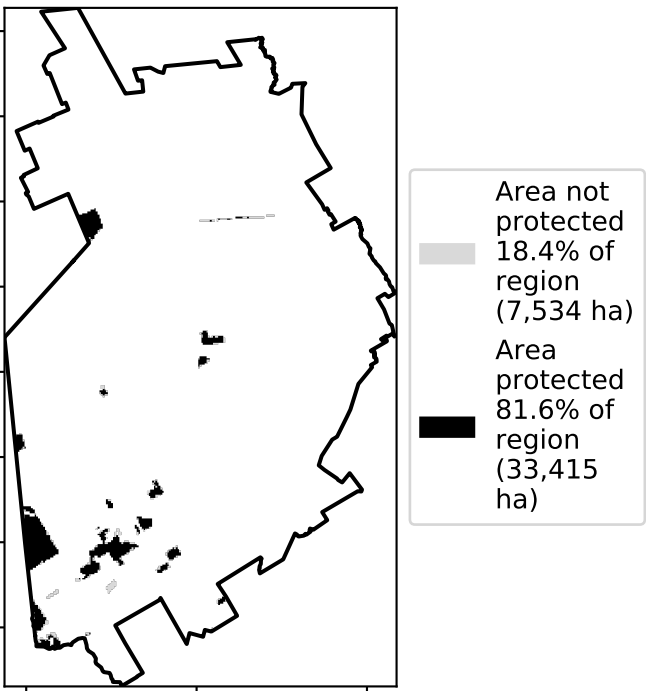 Area not
protected
18.4% of
region
(7,534 ha)
Area
protected
81.6% of
region
(33,415
ha)